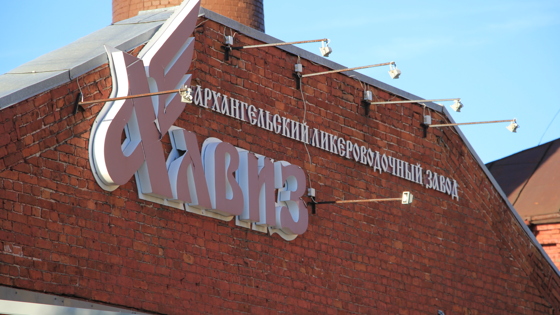 АРХАНГЕЛЬСКИЙ ЛИКЕРОВОДОЧНЫЙ ЗАВОД
Алвиз